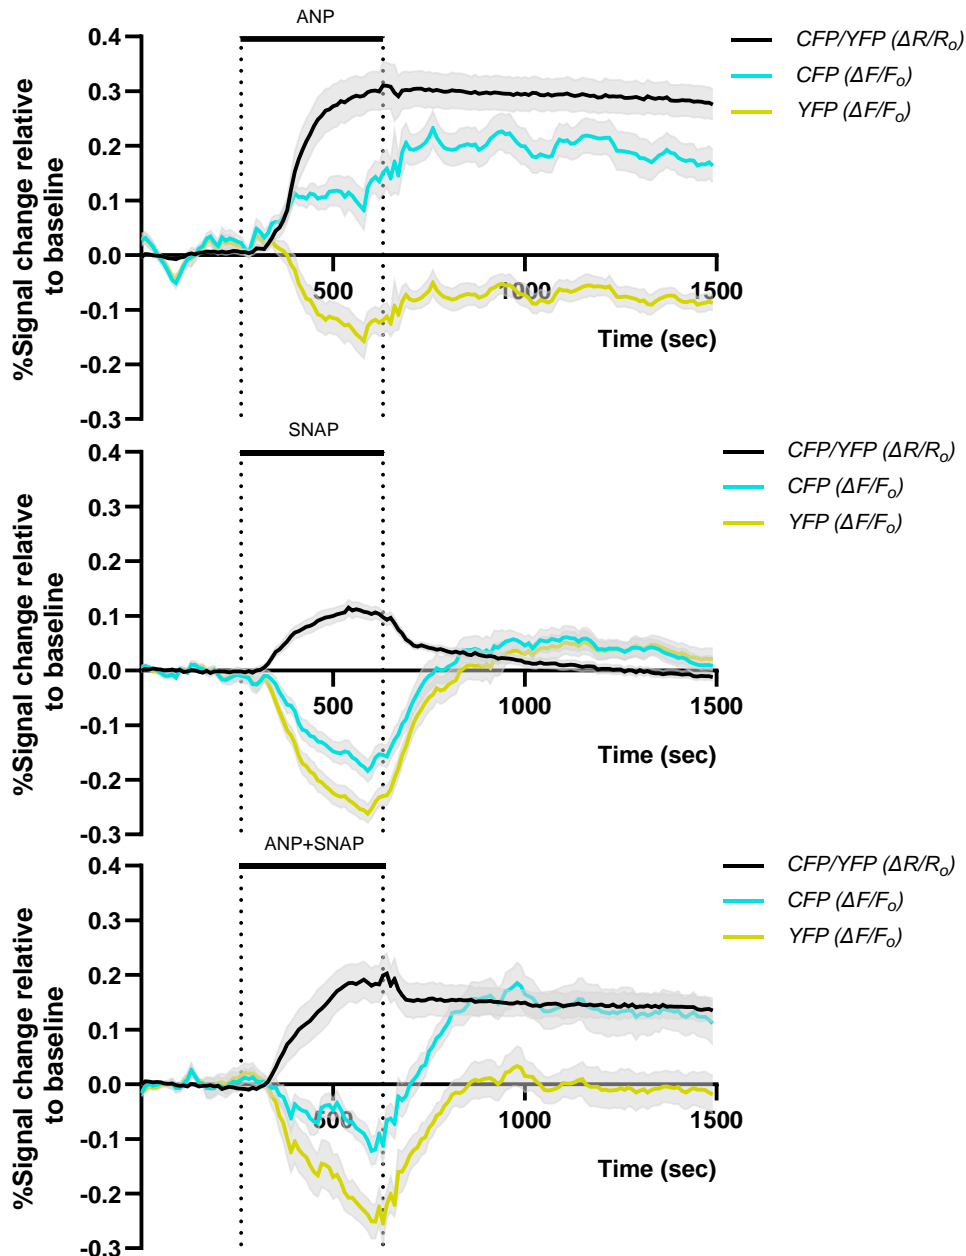 ANP
0.4
0.3
0.2
0.1
0.0
-0.1
-0.2
-0.3
%Signal change relative
to baseline
500
1000
1500
Time (sec)
CFP/YFP (ΔR/Ro)
CFP (ΔF/Fo)
YFP (ΔF/Fo)
SNAP
0.4
0.3
0.2
0.1
0.0
-0.1
-0.2
-0.3
%Signal change relative
to baseline
500
1000
1500
Time (sec)
CFP/YFP (ΔR/Ro)
CFP (ΔF/Fo)
YFP (ΔF/Fo)
ANP+SNAP
0.4
0.3
0.2
0.1
0.0
-0.1
-0.2
-0.3
%Signal change relative
to baseline
500
1000
1500
Time (sec)
CFP/YFP (ΔR/Ro)
CFP (ΔF/Fo)
YFP (ΔF/Fo)